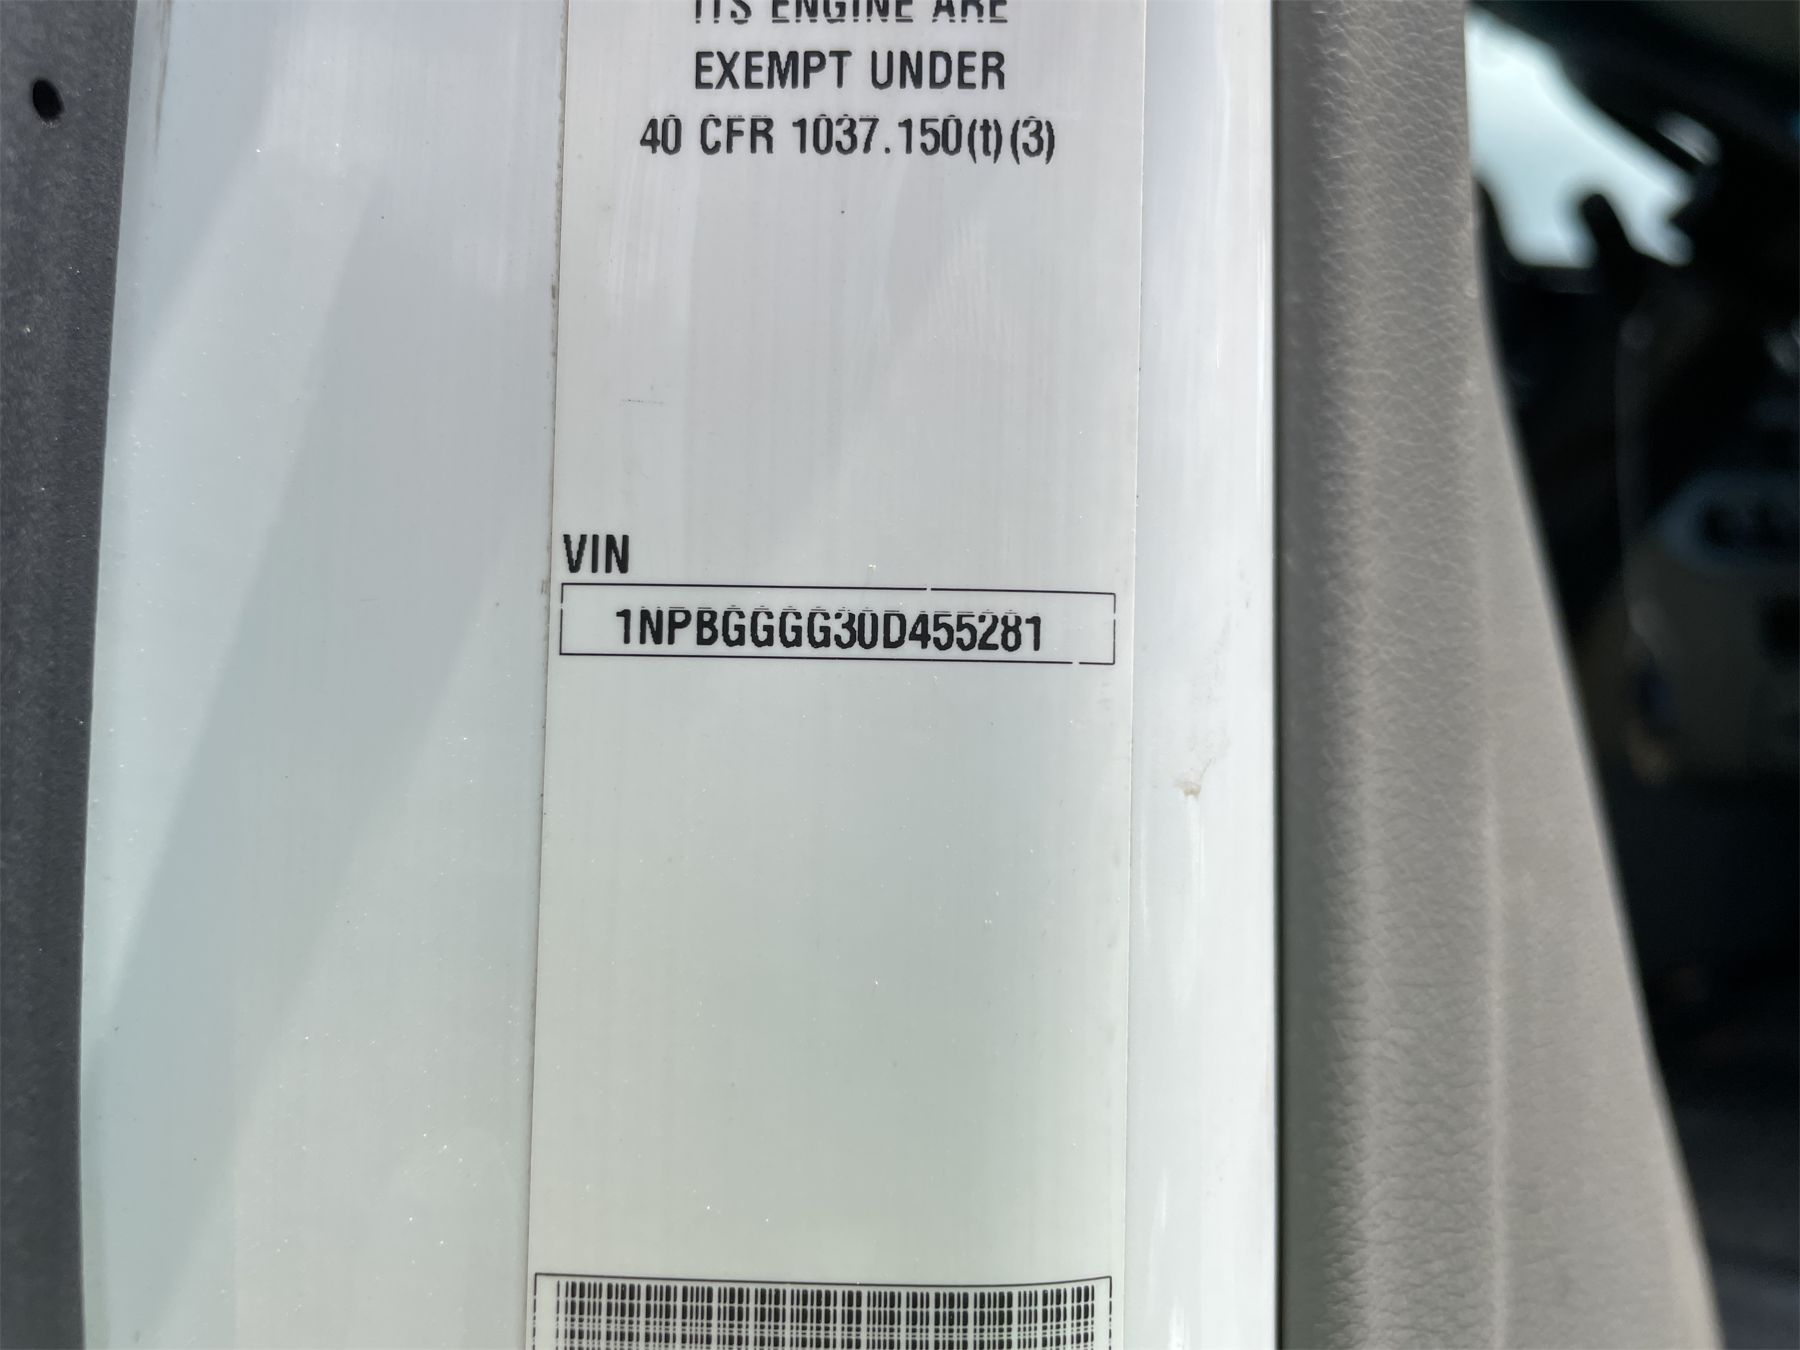 ITS ENGINE ARE
EXEMPT UNDER
40 CFR 1037.150(t)(3)
VIN
1NPBGGGG30D455281